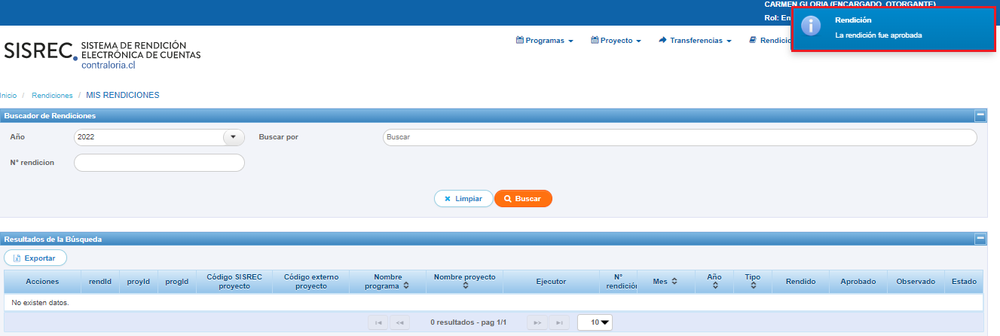 CARMEN GLORIA (ENCARGADO_OTORGANTE)
Rol: En
Rendición
La rendición fue aprobada
SISREC. SISTEMA DE RENDICIÓN
ELECTRÓNICA DE CUENTAS
contraloria.cl
Programas Proyecto Transferencias Rendicio
Inicio / Rendiciones / MIS RENDICIONES
Buscador de Rendiciones
Año 2022 Buscar por Buscar
N° rendicion
Limpiar Buscar
Resultados de la Búsqueda
Exportar
Acciones rendId proyId progId Código SISREC proyecto Código externo proyecto Nombre programa Nombre proyecto Ejecutor N° rendición Mes Año Tipo Rendido Aprobado Observado Estado
No existen datos.
0 resultados - pag 1/1 10